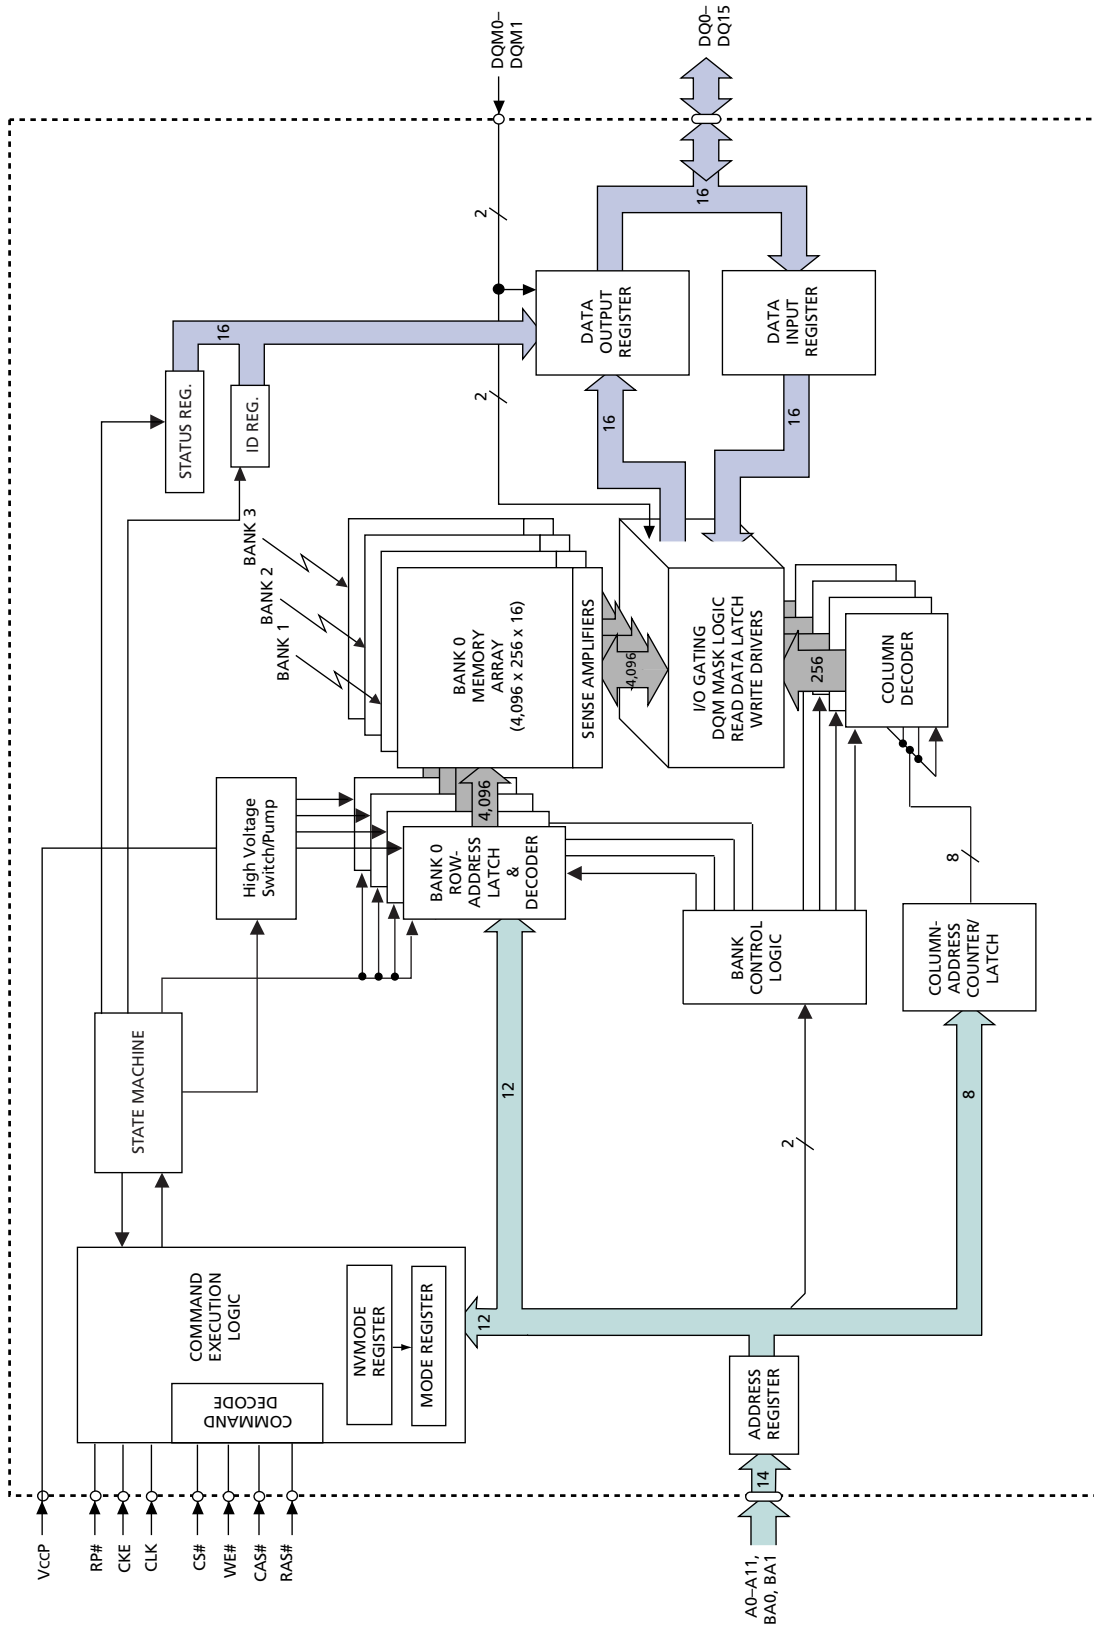 VCCP
RP#
CKE
CLK
CS#
WE#
CAS#
RAS#
A0–A11,
BA0, BA1
14
ADDRESS
REGISTER
COMMAND
EXECUTION
LOGIC
COMMAND
DECODE
NVMODE
REGISTER
MODE REGISTER
12
STATE MACHINE
12
2
8
High Voltage
Switch/Pump
BANK 0
ROW-
ADDRESS
LATCH
&
DECODER
4,096
BANK
CONTROL
LOGIC
COLUMN-
ADDRESS
COUNTER/
LATCH
8
BANK 1
BANK 2
BANK 3
BANK 0
MEMORY
ARRAY
(4,096 x 256 x 16)
SENSE AMPLIFIERS
4,096
I/O GATING
DQM MASK LOGIC
READ DATA LATCH
WRITE DRIVERS
256
COLUMN
DECODER
STATUS REG.
ID REG.
16
2
2
16
16
DATA
OUTPUT
REGISTER
DATA
INPUT
REGISTER
16
DQM0–
DQM1
DQ0–
DQ15